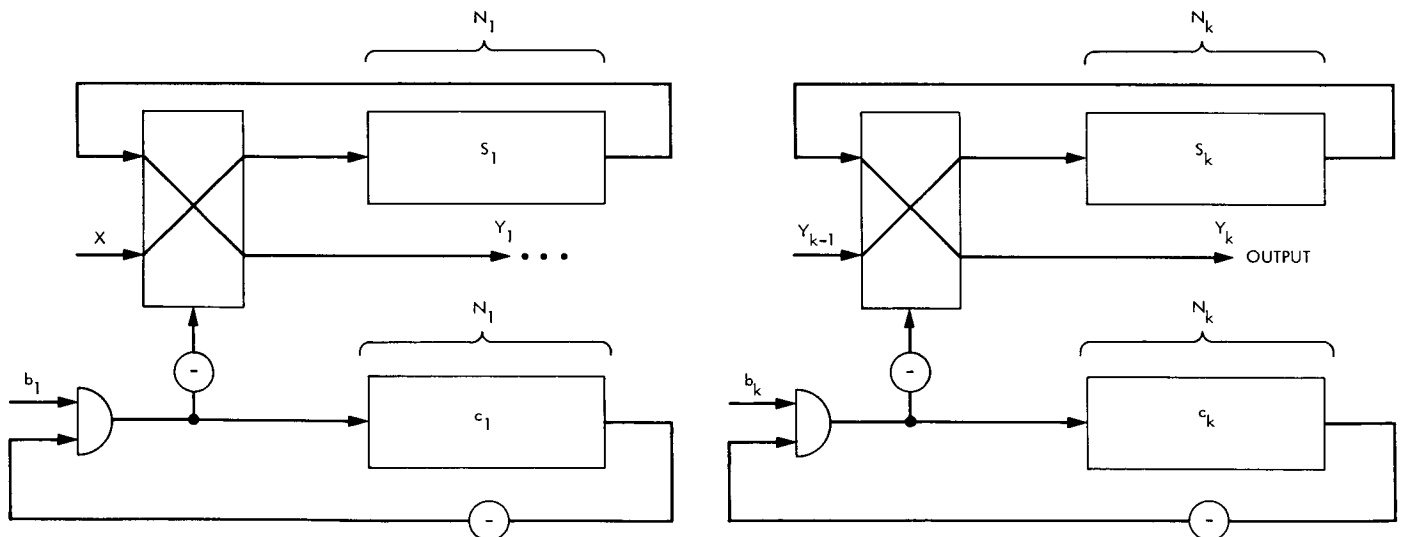 N1
Nk
S1
Sk
X
Y1
• • •
Yk-1
Yk
OUTPUT
N1
Nk
-
-
b1
bk
c1
ck
-
-